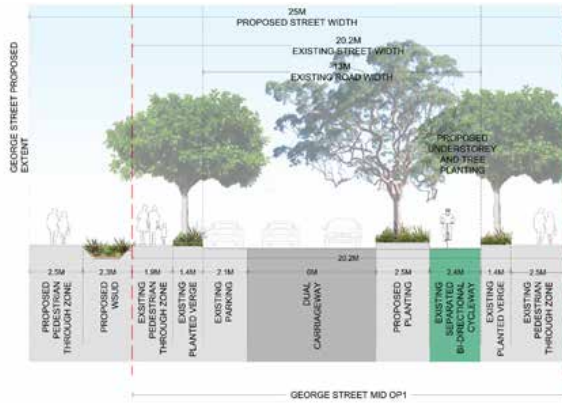 25M
PROPOSED STREET WIDTH
20.2M
EXISTING STREET WIDTH
13M
EXISTING ROAD WIDTH
GEORGE STREET PROPOSED
EXTENT
PROPOSED
UNDERSTOREY
AND TREE
PLANTING
20.2M
2.5M
2.3M
1.9M
1.4M
2.1M
6M
2.5M
2.4M
1.4M
2.5M
PROPOSED
PEDESTRIAN
THROUGH ZONE
PROPOSED
WSUD
EXISITING
PEDESTRIAN
THROUGH ZONE
EXISTING
PLANTED VERGE
EXISTING
PARKING
DUAL
CARRIAGEWAY
PROPOSED
PLANTING
EXISTING
SEPARATED
BI-DIRECTIONAL
CYCLEWAY
EXISTING
PLANTED VERGE
EXISTING
PEDESTRIAN
THROUGH ZONE
GEORGE STREET MID OP1